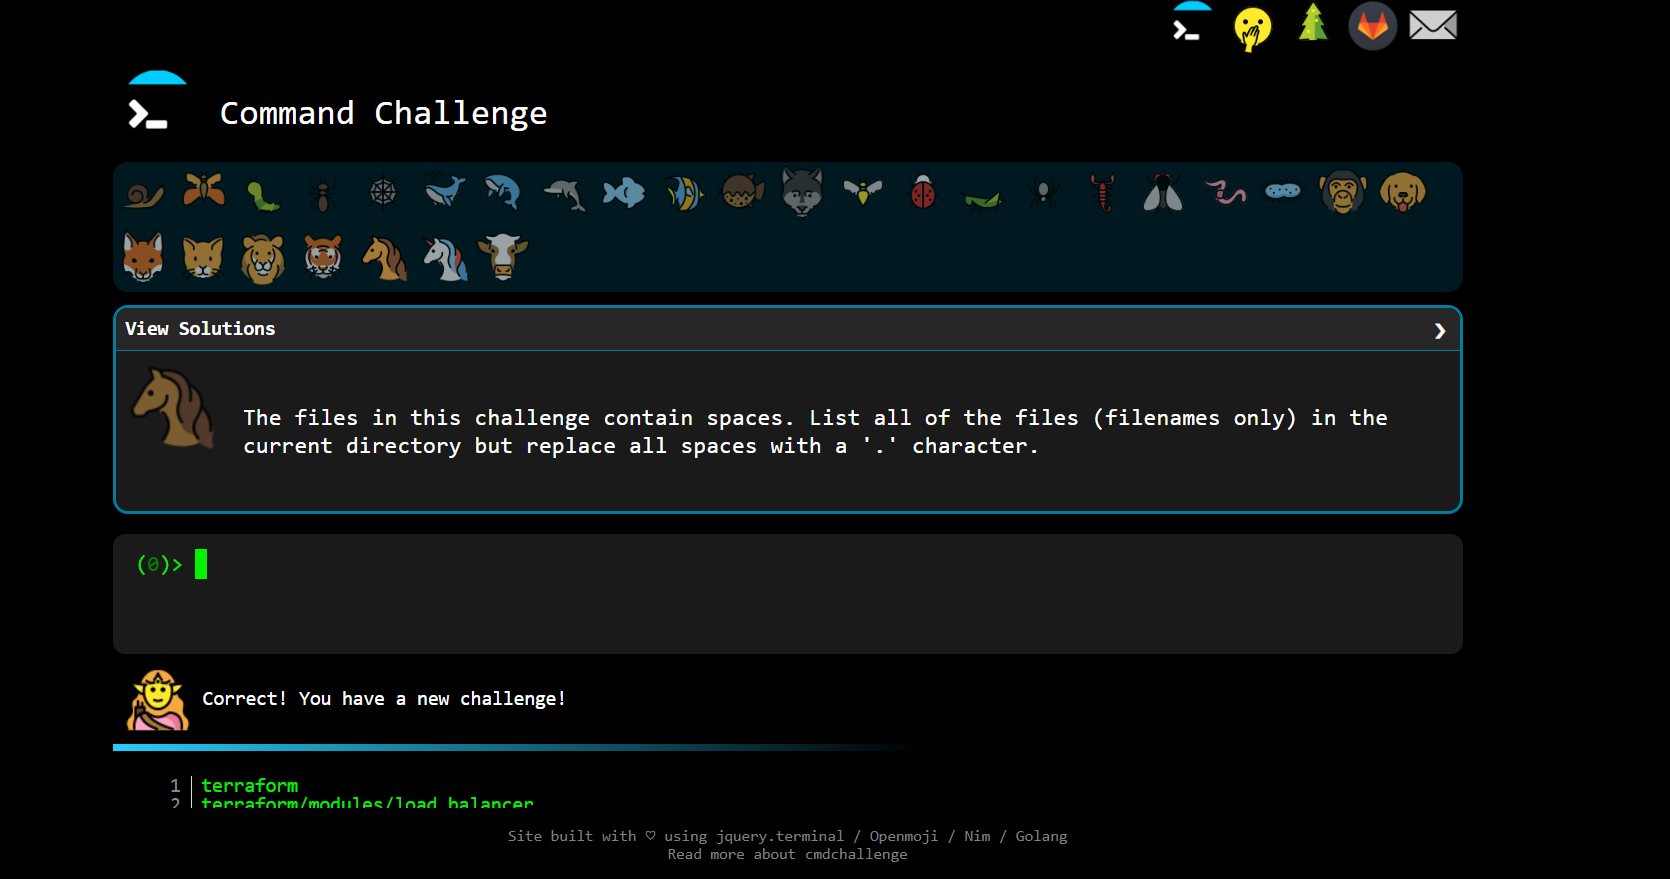 Command Challenge
View Solutions
The files in this challenge contain spaces. List all of the files (filenames only) in the
current directory but replace all spaces with a '.' character.
(0)>
Correct! You have a new challenge!
1 terraform
2 terraform/modules/load_balancer
Site built with ♡ using jquery.terminal / Openmoji / Nim / Golang
Read more about cmdchallenge